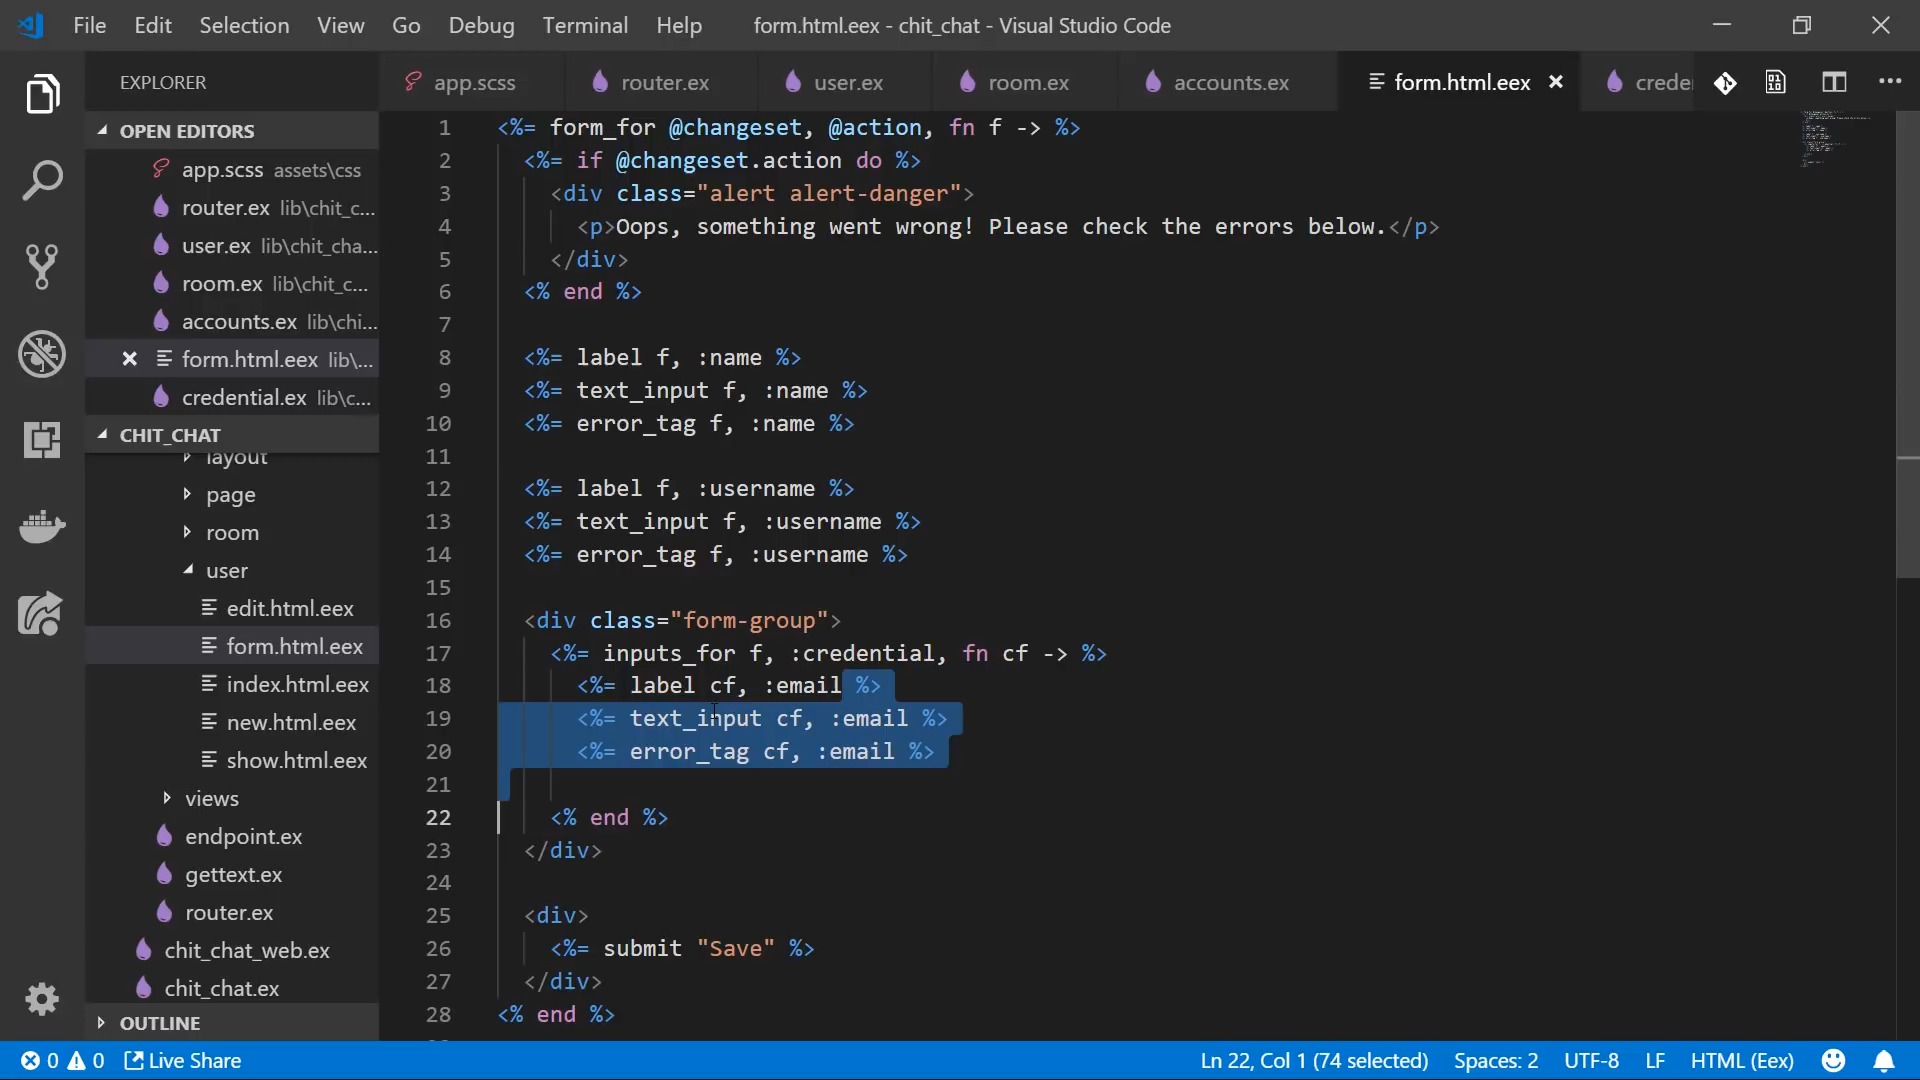 File Edit Selection View Go Debug Terminal Help form.html.eex - chit_chat - Visual Studio Code
EXPLORER
app.scss router.ex user.ex room.ex accounts.ex form.html.eex creder
OPEN EDITORS
app.scss assets\css
router.ex lib\chit_c...
user.ex lib\chit_cha...
room.ex lib\chit_c...
accounts.ex lib\chi...
form.html.eex lib\...
credential.ex lib\c...
CHIT_CHAT
layout
page
room
user
edit.html.eex
form.html.eex
index.html.eex
new.html.eex
show.html.eex
views
endpoint.ex
gettext.ex
router.ex
chit_chat_web.ex
chit_chat.ex
OUTLINE
1 <%= form_for @changeset, @action, fn f -> %>
2 <%= if @changeset.action do %>
3 <div class="alert alert-danger">
4 <p>Oops, something went wrong! Please check the errors below.</p>
5 </div>
6 <% end %>
7
8 <%= label f, :name %>
9 <%= text_input f, :name %>
10 <%= error_tag f, :name %>
11
12 <%= label f, :username %>
13 <%= text_input f, :username %>
14 <%= error_tag f, :username %>
15
16 <div class="form-group">
17 <%= inputs_for f, :credential, fn cf -> %>
18 <%= label cf, :email %>
19 <%= text_input cf, :email %>
20 <%= error_tag cf, :email %>
21
22 <% end %>
23 </div>
24
25 <div>
26 <%= submit "Save" %>
27 </div>
28 <% end %>
0 0 Live Share Ln 22, Col 1 (74 selected) Spaces: 2 UTF-8 LF HTML (Eex)